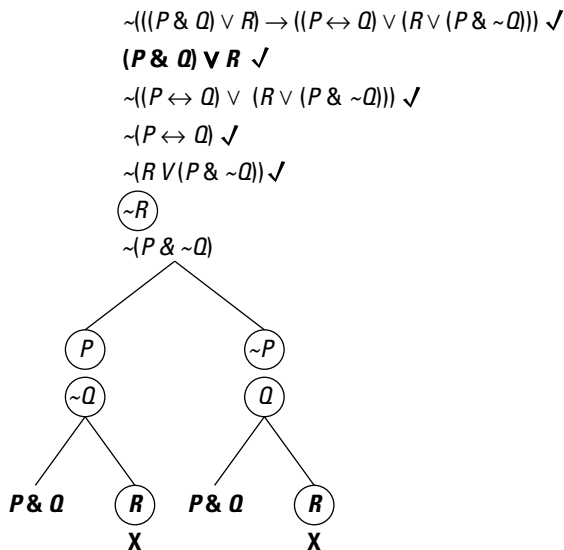 ~(((P & Q) ∨ R) → ((P ↔ Q) ∨ (R ∨ (P & ~Q))) ✓
(P & Q) ∨ R ✓
~((P ↔ Q) ∨ (R ∨ (P & ~Q))) ✓
~(P ↔ Q) ✓
~(R V (P & ~Q)) ✓
~R
~(P & ~Q)
P ~P
~Q Q
P & Q R P & Q R
X X